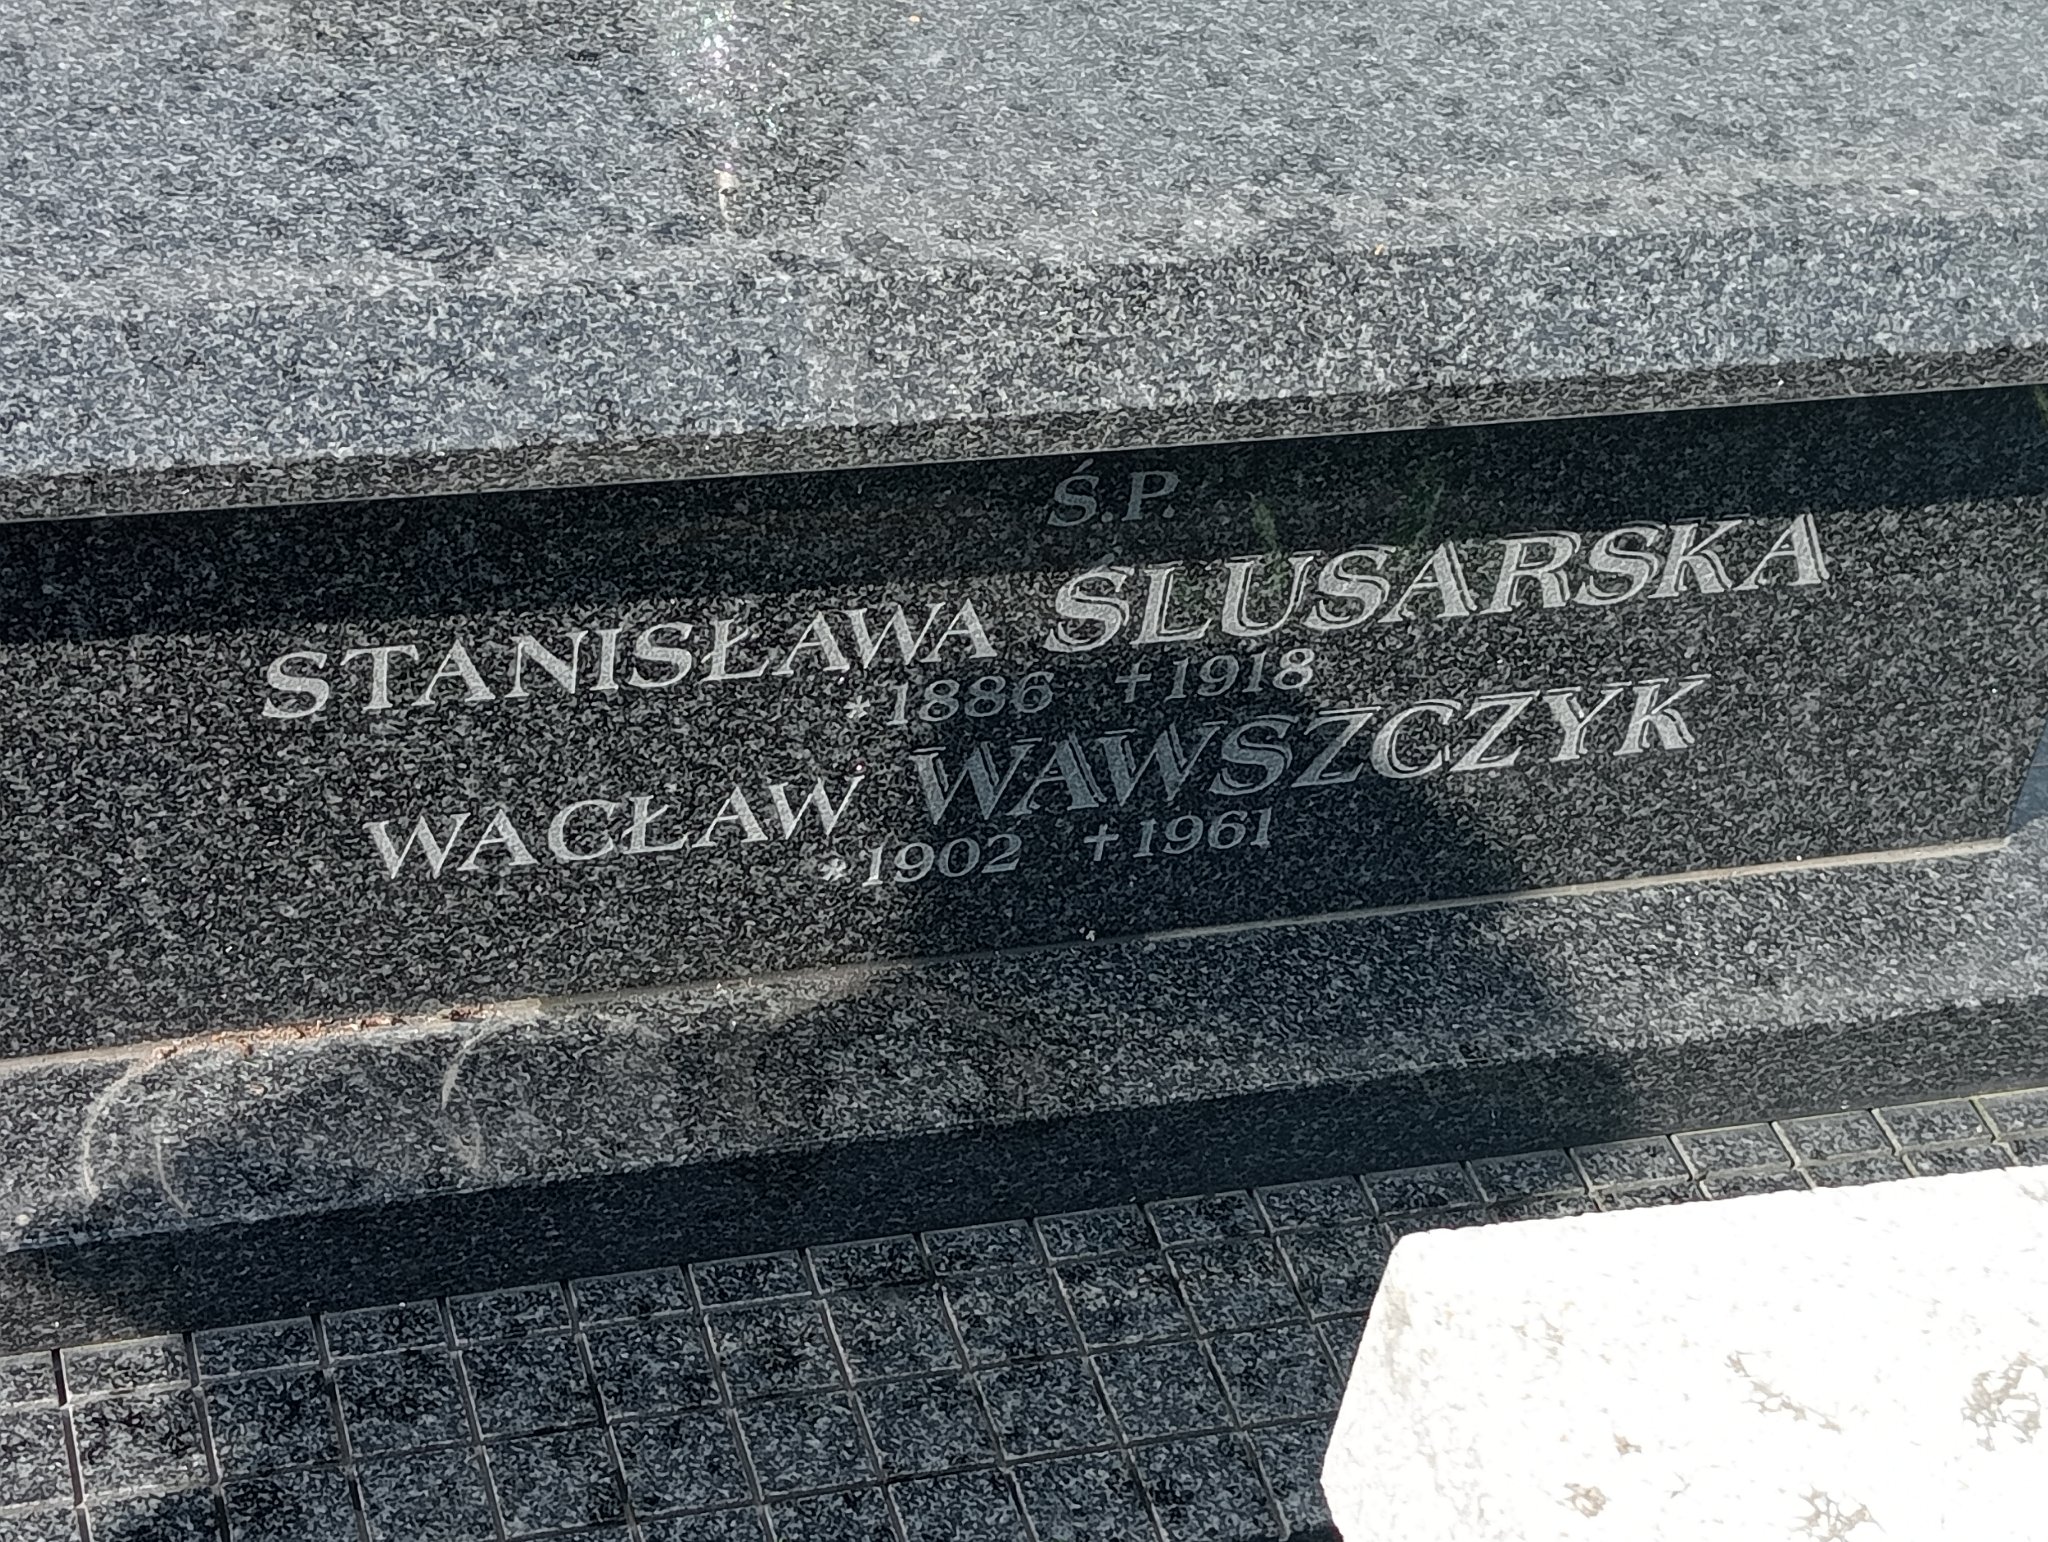 Ś.P.
STANISŁAWA ŚLUSARSKA
*1886 +1918
WACŁAW WAWSZCZYK
*1902 +1961